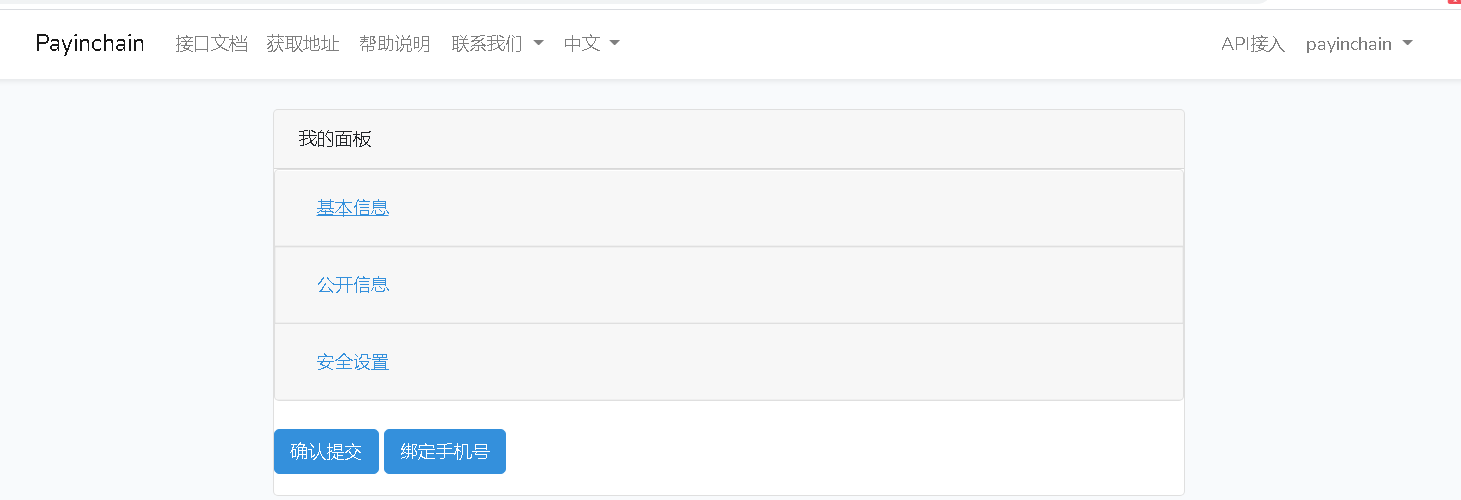 Payinchain 接口文档 获取地址 帮助说明 联系我们 中文 API接入 payinchain
我的面板
基本信息
公开信息
安全设置
确认提交 绑定手机号